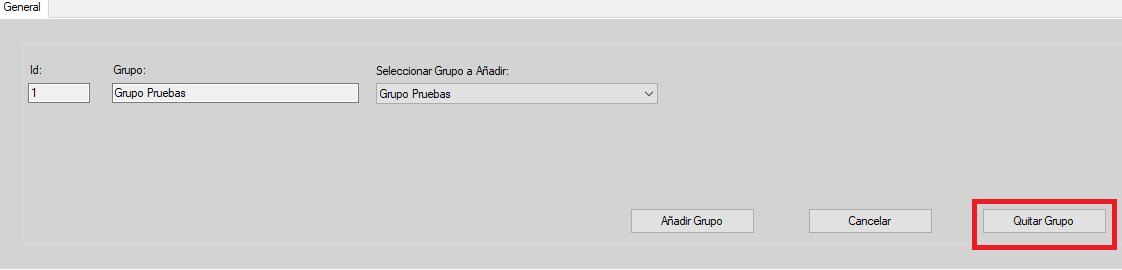 General
Id:
Grupo:
Seleccionar Grupo a Añadir:
1
Grupo Pruebas
Grupo Pruebas
Añadir Grupo
Cancelar
Quitar Grupo